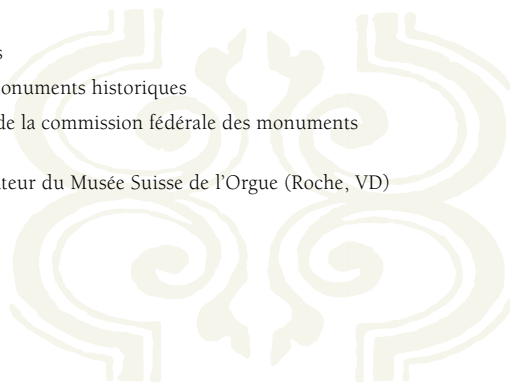 s
onuments historiques
de la commission fédérale des monuments
teur du Musée Suisse de l’Orgue (Roche, VD)